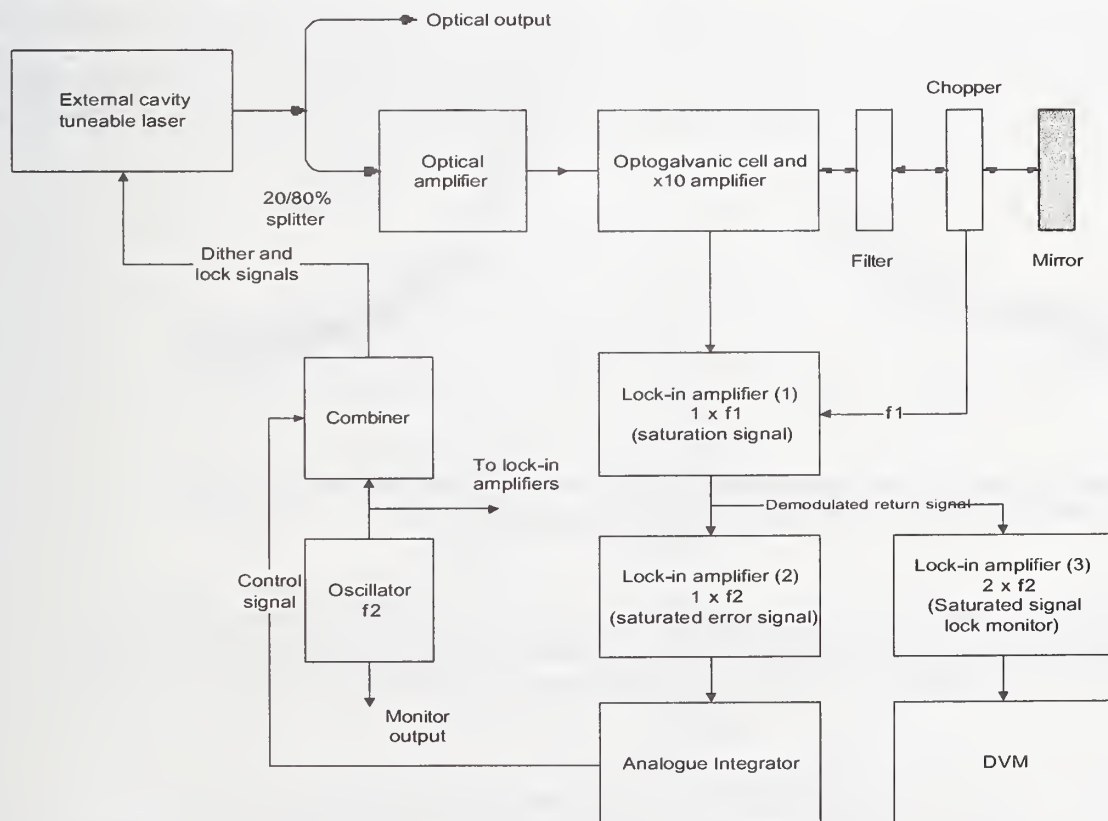 Optical output
External cavity
tuneable laser
Chopper
Optical
amplifier
Optogalvanic cell and
x10 amplifier
20/80%
splitter
Filter
Mirror
Dither and
lock signals
Combiner
Lock-in amplifier (1)
1 x f1
(saturation signal)
f1
To lock-in
amplifiers
Demodulated return signal
Control
signal
Oscillator
f2
Lock-in amplifier (2)
1 x f2
(saturated error signal)
Lock-in amplifier (3)
2 x f2
(Saturated signal
lock monitor)
Monitor
output
Analogue Integrator
DVM